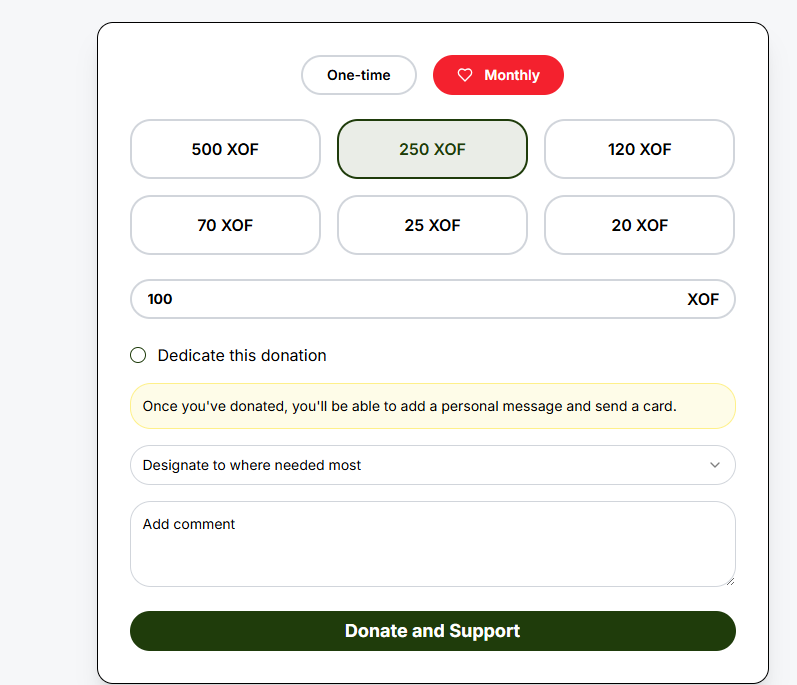 One-time
Monthly
500 XOF
250 XOF
120 XOF
70 XOF
25 XOF
20 XOF
100 XOF
Dedicate this donation
Once you've donated, you'll be able to add a personal message and send a card.
Designate to where needed most
Add comment
Donate and Support